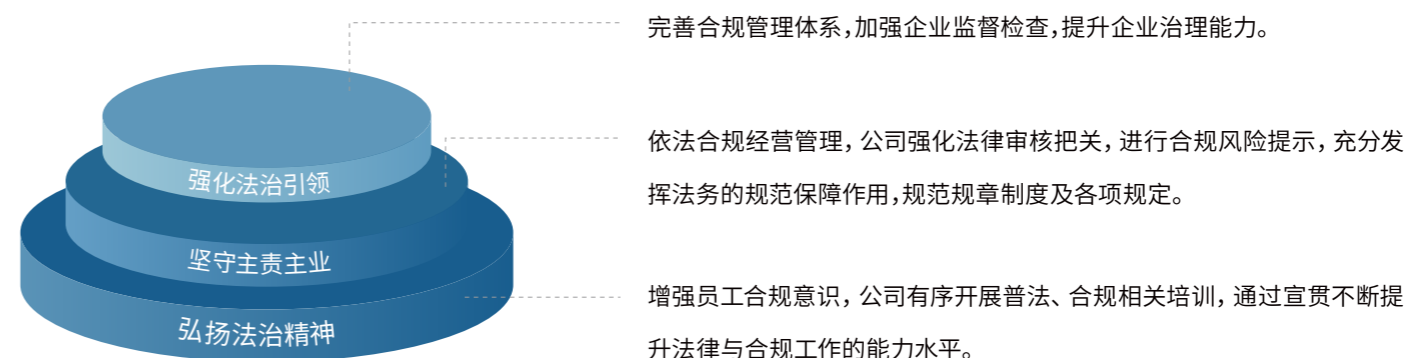 完善合规管理体系,加强企业监督检查,提升企业治理能力。
强化法治引领
依法合规经营管理,公司强化法律审核把关,进行合规风险提示,充分发
挥法务的规范保障作用,规范规章制度及各项规定。
坚守主责主业
增强员工合规意识,公司有序开展普法、合规相关培训,通过宣贯不断提
升法律与合规工作的能力水平。
弘扬法治精神